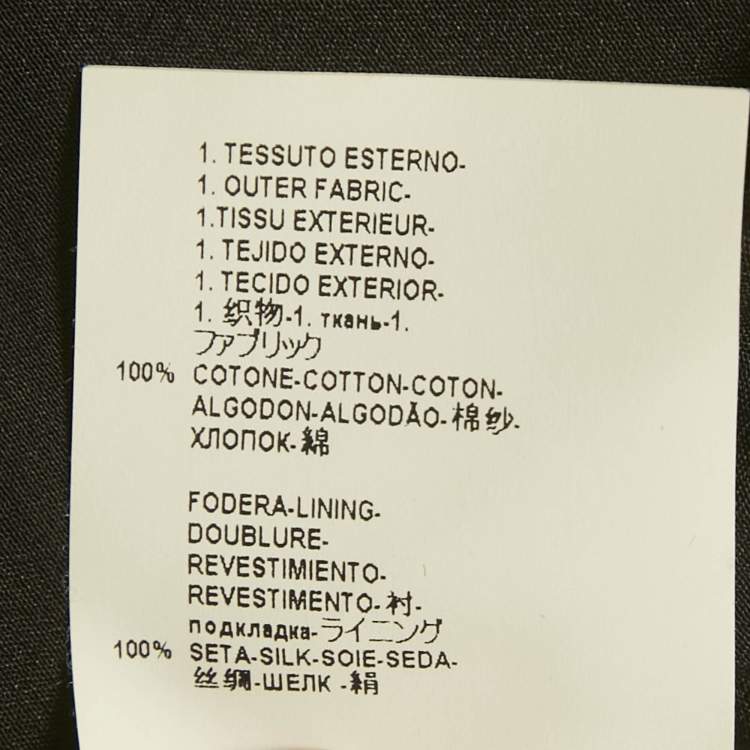 1. TESSUTO ESTERNO-
1. OUTER FABRIC-
1.TISSU EXTERIEUR-
1. TEJIDO EXTERNO-
1. TECIDO EXTERIOR-
1. 织物-1. ткань-1.
ファブリック
100% COTONE-COTTON-COTON-
ALGODON-ALGODÃO-棉纱-
ХЛОПОК-綿
FODERA-LINING-
DOUBLURE-
REVESTIMIENTO-
REVESTIMENTO-衬-
подкладка-ライニング
100% SETA-SILK-SOIE-SEDA-
丝绸-ШЕЛК -絹